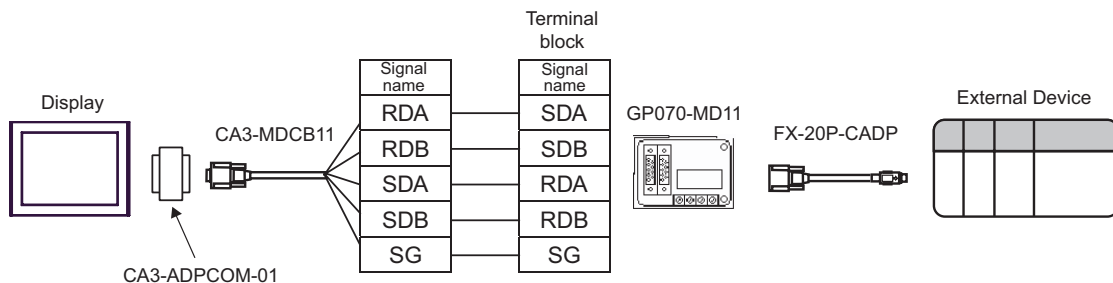 Terminal
block
Display
CA3-MDCB11
Signal
name
RDA
RDB
SDA
SDB
SG
Signal
name
SDA
SDB
RDA
RDB
SG
GP070-MD11
FX-20P-CADP
External Device
CA3-ADPCOM-01